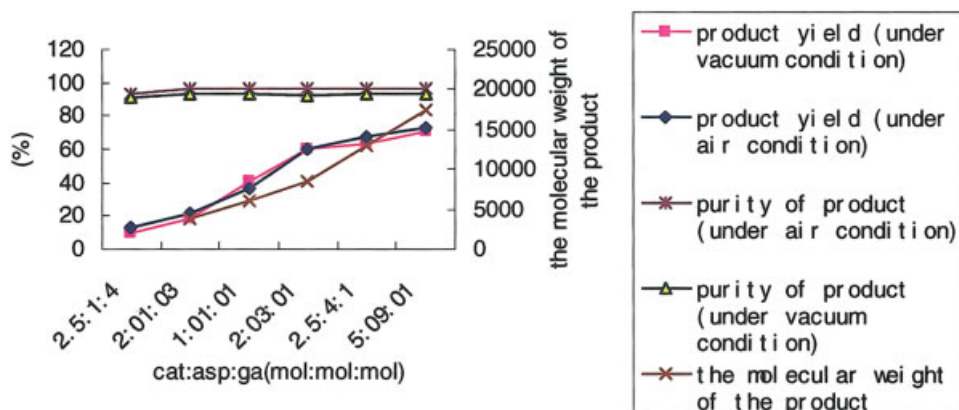 120
100
80
60
40
20
0
(%)
25000
20000
15000
10000
5000
0
the molecular weight of
the product
2.5:1:4
2:01:03
1:01:01
2:03:01
2.5:4:1
5:09:01
cat:asp:ga(mol:mol:mol)
product yield (under
vacuum condition)
product yield (under
air condition)
purity of product
(under air condition)
purity of product
(under vacuum
condition)
the molecular weight
of the product